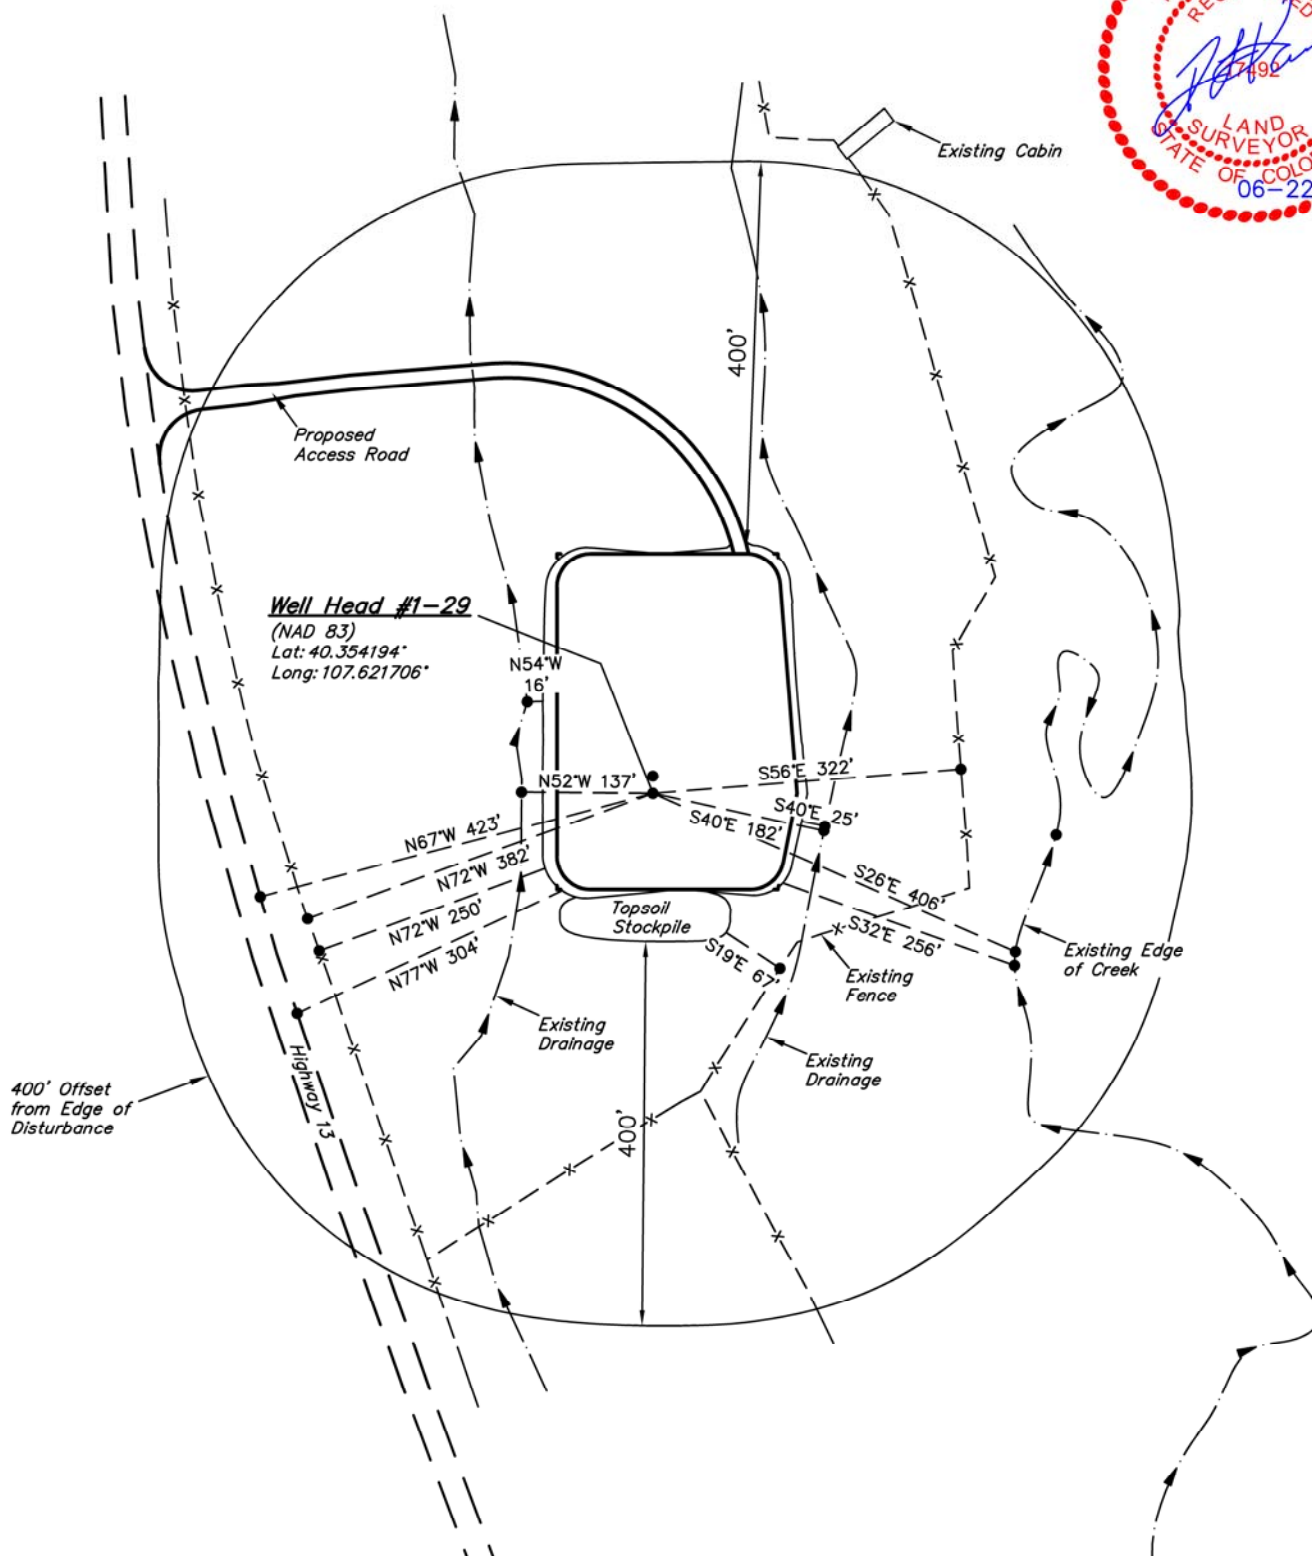 LAND
SURVEYOR
STATE OF
06-22
Existing Cabin
400'
Proposed
Access Road
Well Head #1-29
(NAD 83)
Lat: 40.354194°
Long: 107.621706°
N54°W
16'
N52°W 137'
S56°E 322'
S40°E 25'
S40°E 182'
N67°W 423'
N72°W 382'
S26°E 406'
N72°W 250'
Topsoil
Stockpile
S32°E 256'
N77°W 304'
S19°E 67'
Existing Edge
of Creek
Existing
Fence
Existing
Drainage
Existing
Drainage
Highway 13
400' Offset
from Edge of
Disturbance
400'